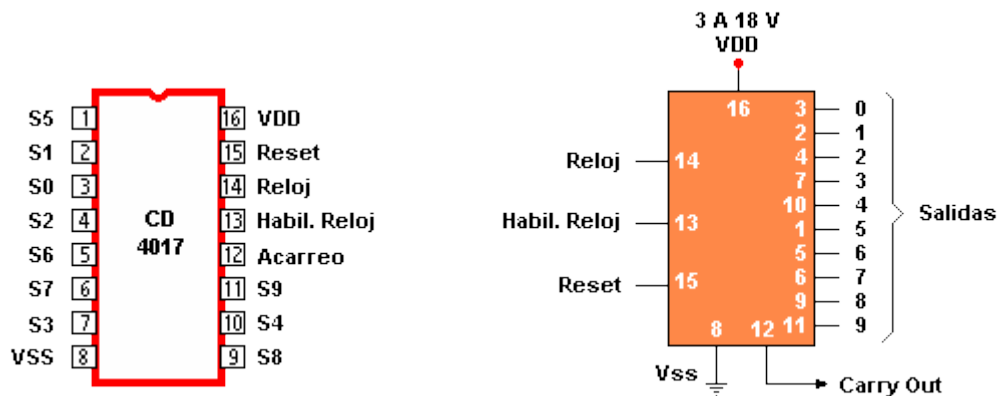 S5 1 16 VDD
S1 2 15 Reset
S0 3 14 Reloj
S2 4 13 Habil. Reloj
S6 5 12 Acarreo
S7 6 11 S9
S3 7 10 S4
VSS 8 9 S8
CD
4017
3 A 18 V
VDD
16 3 0
2 1
Reloj 14 4 2
7 3
10 4
Habil. Reloj 13 1 5
5 6
Reset 15 6 7
9 8
8 12 11 9
Salidas
Vss
Carry Out